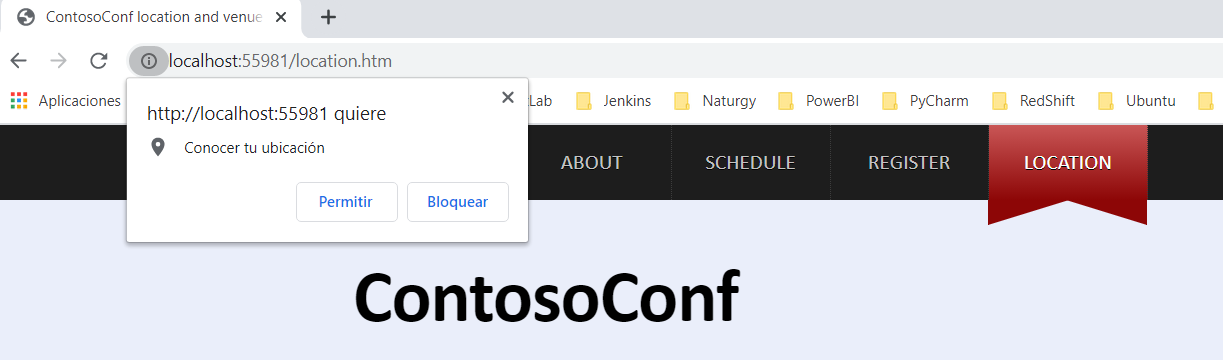 ContosoConf location and venue
localhost:55981/location.htm
Aplicaciones
Lab
Jenkins
Naturgy
PowerBI
PyCharm
RedShift
Ubuntu
http://localhost:55981 quiere
Conocer tu ubicación
Permitir
Bloquear
ABOUT
SCHEDULE
REGISTER
LOCATION
ContosoConf